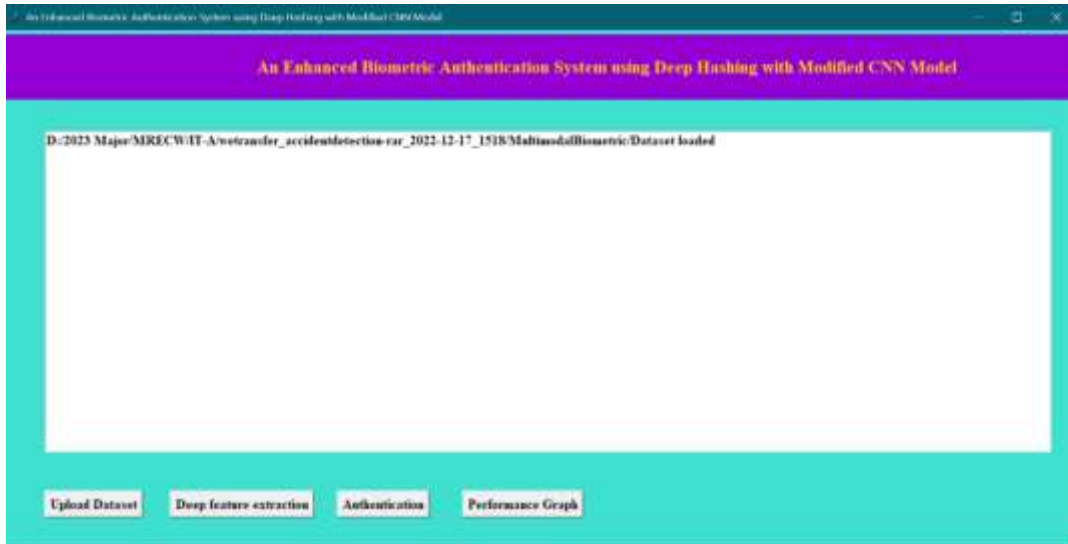 An Enhanced Biometric Authentication System using Deep Hashing with Modified CNN Model
An Enhanced Biometric Authentication System using Deep Hashing with Modified CNN Model
D:/2023 Major/MRECW/IT-A/wetransfer_accidentdetection-rar_2022-12-17_1518/MultimodalBiometric/Dataset loaded
Upload Dataset
Deep feature extraction
Authentication
Performance Graph